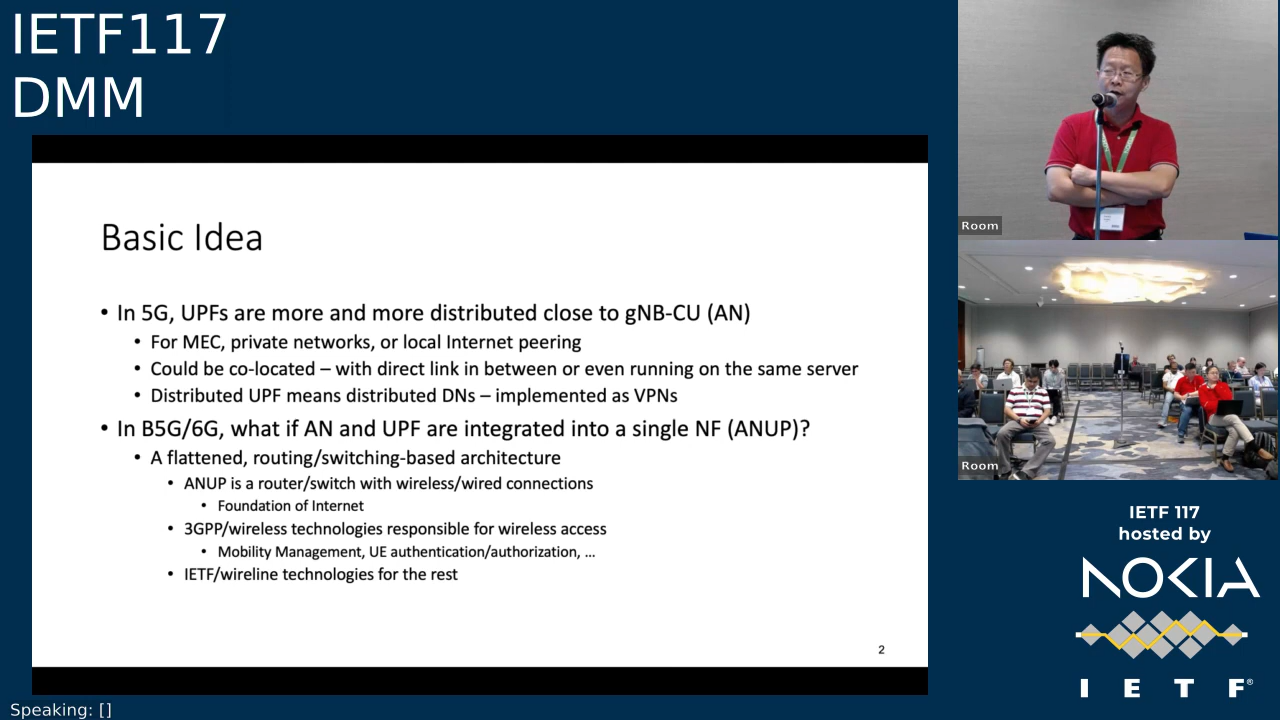 IETF117
DMM
Basic Idea
• In 5G, UPFs are more and more distributed close to gNB-CU (AN)
• For MEC, private networks, or local Internet peering
• Could be co-located – with direct link in between or even running on the same server
• Distributed UPF means distributed DNs – implemented as VPNs
• In B5G/6G, what if AN and UPF are integrated into a single NF (ANUP)?
• A flattened, routing/switching-based architecture
• ANUP is a router/switch with wireless/wired connections
• Foundation of Internet
• 3GPP/wireless technologies responsible for wireless access
• Mobility Management, UE authentication/authorization, ...
• IETF/wireline technologies for the rest
2
Room
Room
IETF 117
hosted by
NOKIA
I E T F®
Speaking: []